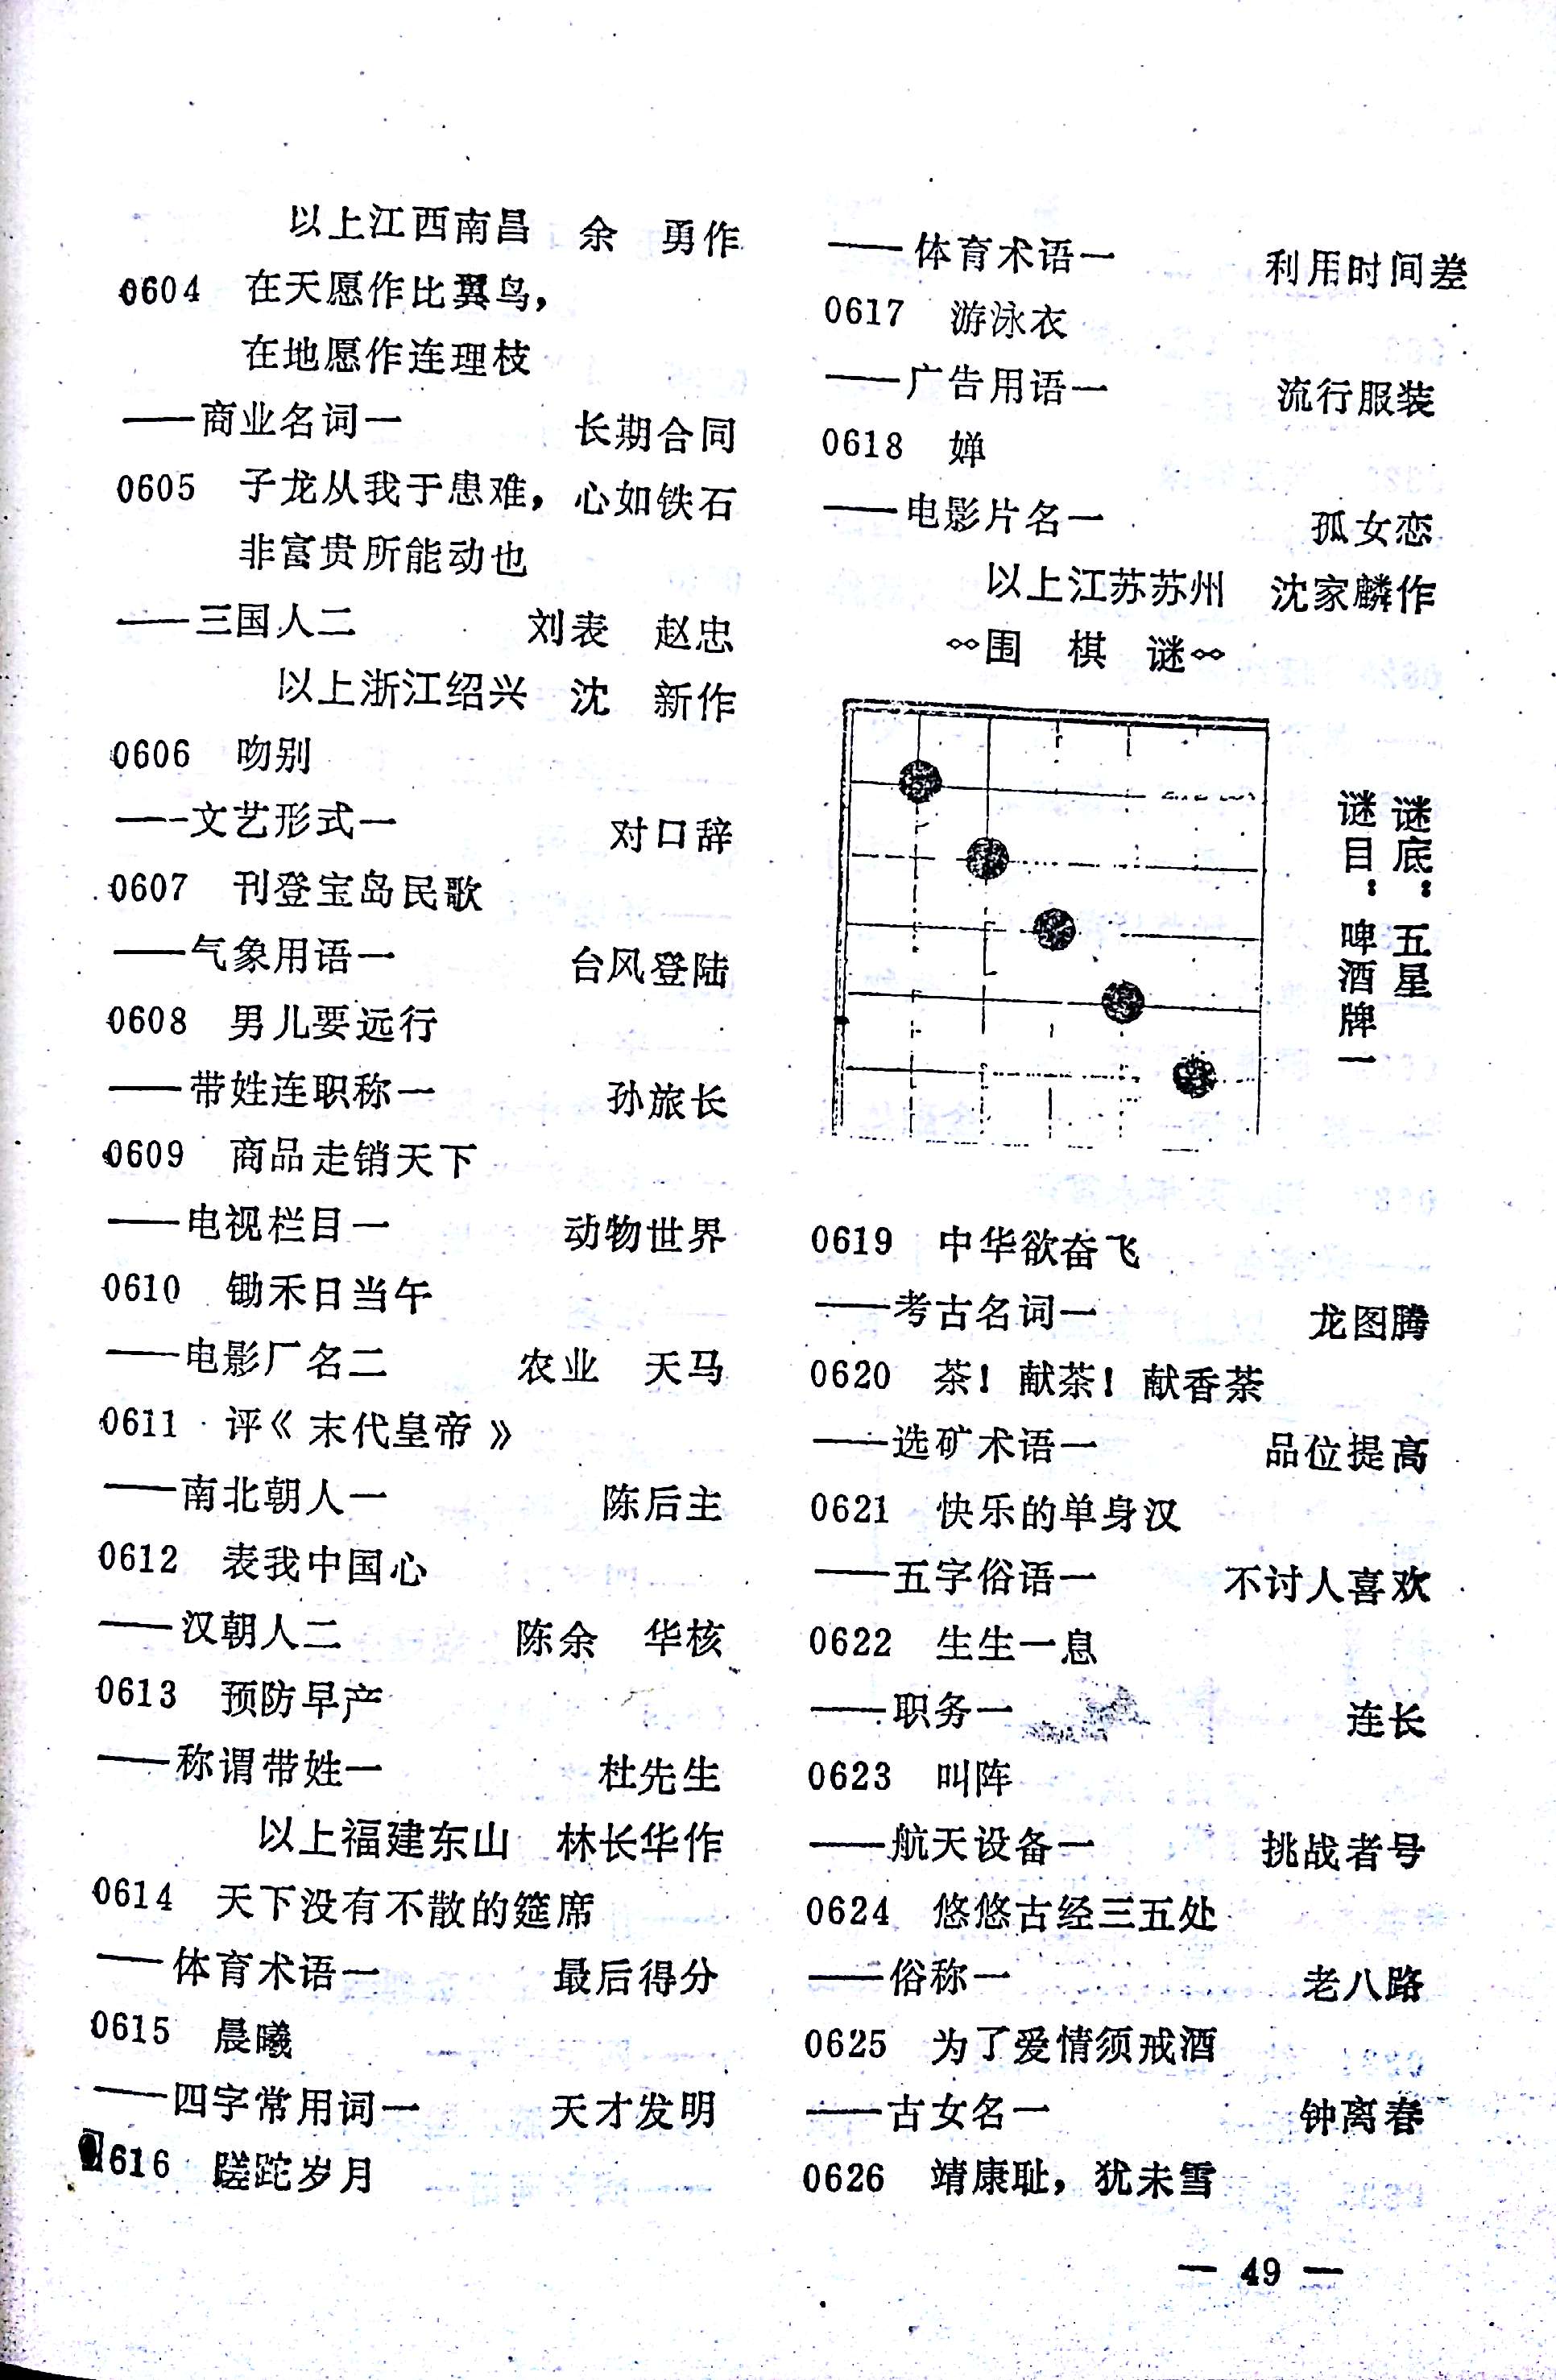 以上江西南昌　余　勇作
0604　在天愿作比翼鸟，
在地愿作连理枝
——商业名词一　长期合同
0605　子龙从我于患难，心如铁石
非富贵所能动也
——三国人二　刘表　赵忠
以上浙江绍兴　沈　新作
0606　吻别
——文艺形式一　对口辞
0607　刊登宝岛民歌
——气象用语一　台风登陆
0608　男儿要远行
——带姓连职称一　孙旅长
0609　商品走销天下
——电视栏目一　动物世界
0610　锄禾日当午
——电影厂名二　农业　天马
0611　评《末代皇帝》
——南北朝人一　陈后主
0612　表我中国心
——汉朝人二　陈余　华核
0613　预防早产
——称谓带姓一　杜先生
以上福建东山　林长华作
0614　天下没有不散的筵席
——体育术语一　最后得分
0615　晨曦
——四字常用词一　天才发明
0616　蹉跎岁月
——体育术语一　利用时间差
0617　游泳衣
——广告用语一　流行服装
0618　婵
——电影片名一　孤女恋
以上江苏苏州　沈家麟作
围　棋　谜
谜底：五星
谜目：啤酒牌一
0619　中华欲奋飞
——考古名词一　龙图腾
0620　茶！献茶！献香茶
——选矿术语一　品位提高
0621　快乐的单身汉
——五字俗语一　不讨人喜欢
0622　生生一息
——职务一　连长
0623　叫阵
——航天设备一　挑战者号
0624　悠悠古经三五处
——俗称一　老八路
0625　为了爱情须戒酒
——古女名一　钟离春
0626　靖康耻，犹未雪
— 49 —